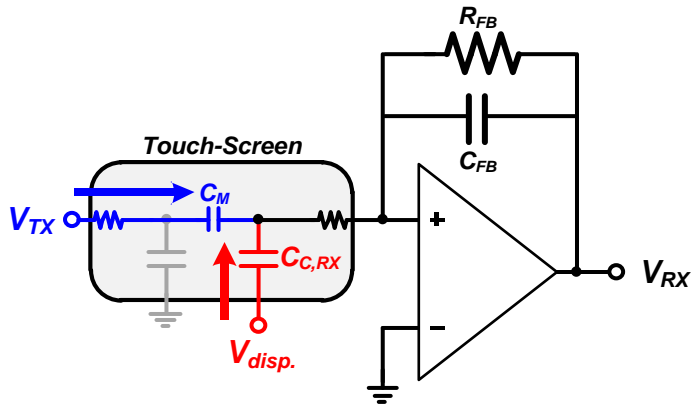 R_FB
C_FB
Touch-Screen
C_M
V_TX
+
C_C,RX
V_RX
−
V_disp.